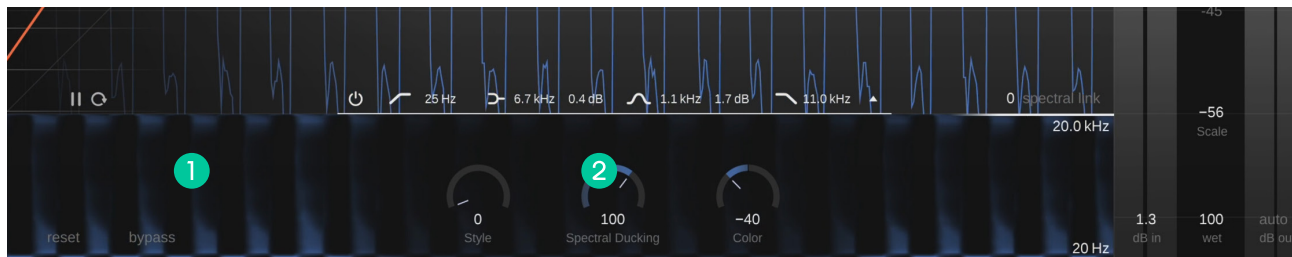 -45
25 Hz 6.7 kHz 0.4 dB 1.1 kHz 1.7 dB 11.0 kHz 0 spectral link
-56
Scale
20.0 kHz
1 2
0 100 -40
Style Spectral Ducking Color
1.3 100 auto
dB in wet dB ou
reset bypass
20 Hz